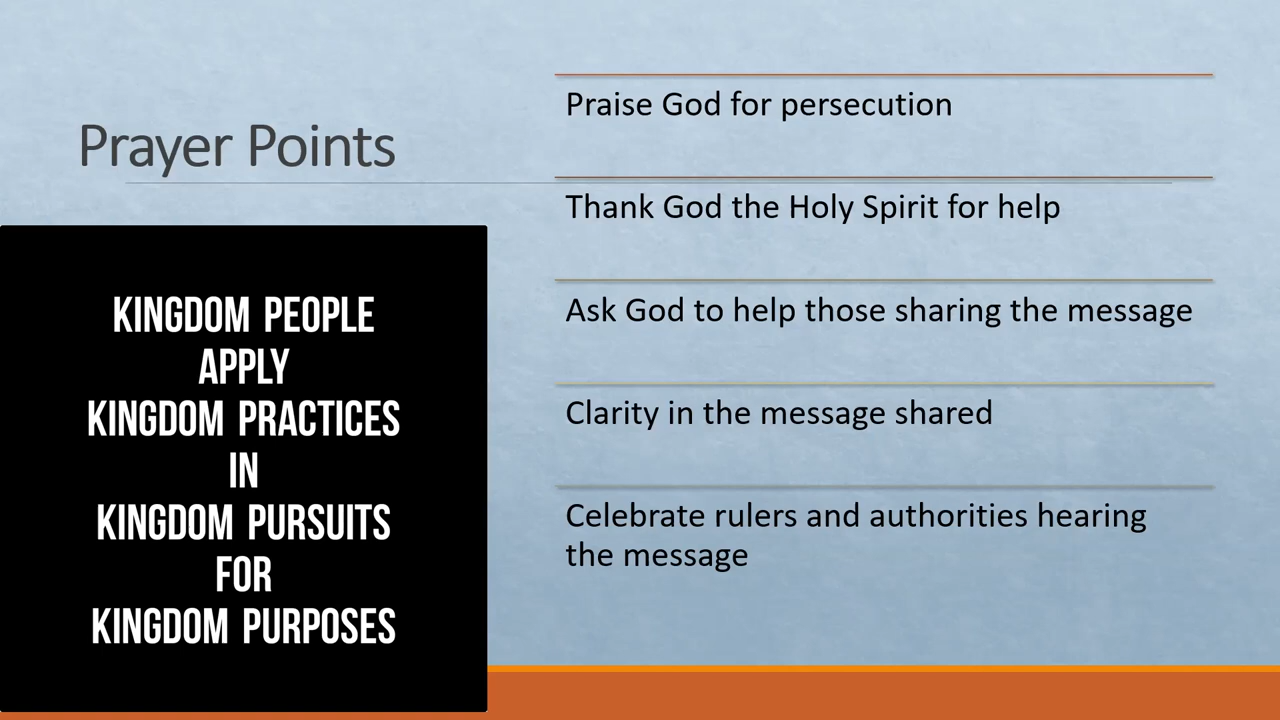 Prayer Points
KINGDOM PEOPLE
APPLY
KINGDOM PRACTICES
IN
KINGDOM PURSUITS
FOR
KINGDOM PURPOSES
Praise God for persecution
Thank God the Holy Spirit for help
Ask God to help those sharing the message
Clarity in the message shared
Celebrate rulers and authorities hearing
the message